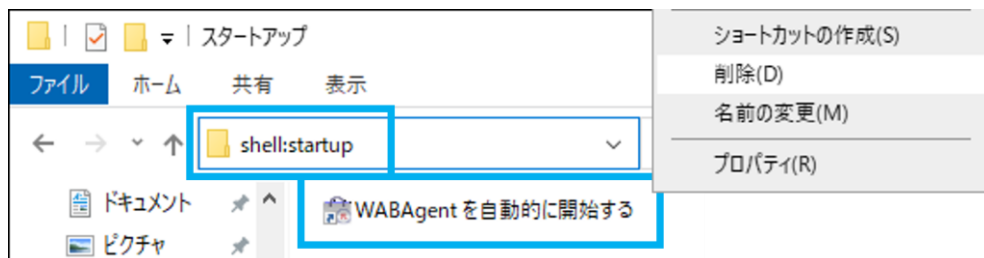 スタートアップ
ファイル ホーム 共有 表示
shell:startup
ドキュメント
ピクチャ
WABAgent を自動的に開始する
ショートカットの作成(S)
削除(D)
名前の変更(M)
プロパティ(R)